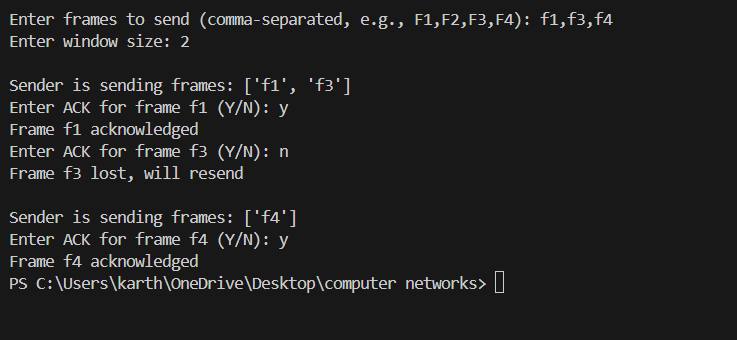 Enter frames to send (comma-separated, e.g., F1,F2,F3,F4): f1,f3,f4
Enter window size: 2
Sender is sending frames: ['f1', 'f3']
Enter ACK for frame f1 (Y/N): y
Frame f1 acknowledged
Enter ACK for frame f3 (Y/N): n
Frame f3 lost, will resend
Sender is sending frames: ['f4']
Enter ACK for frame f4 (Y/N): y
Frame f4 acknowledged
PS C:\Users\karth\OneDrive\Desktop\computer networks>